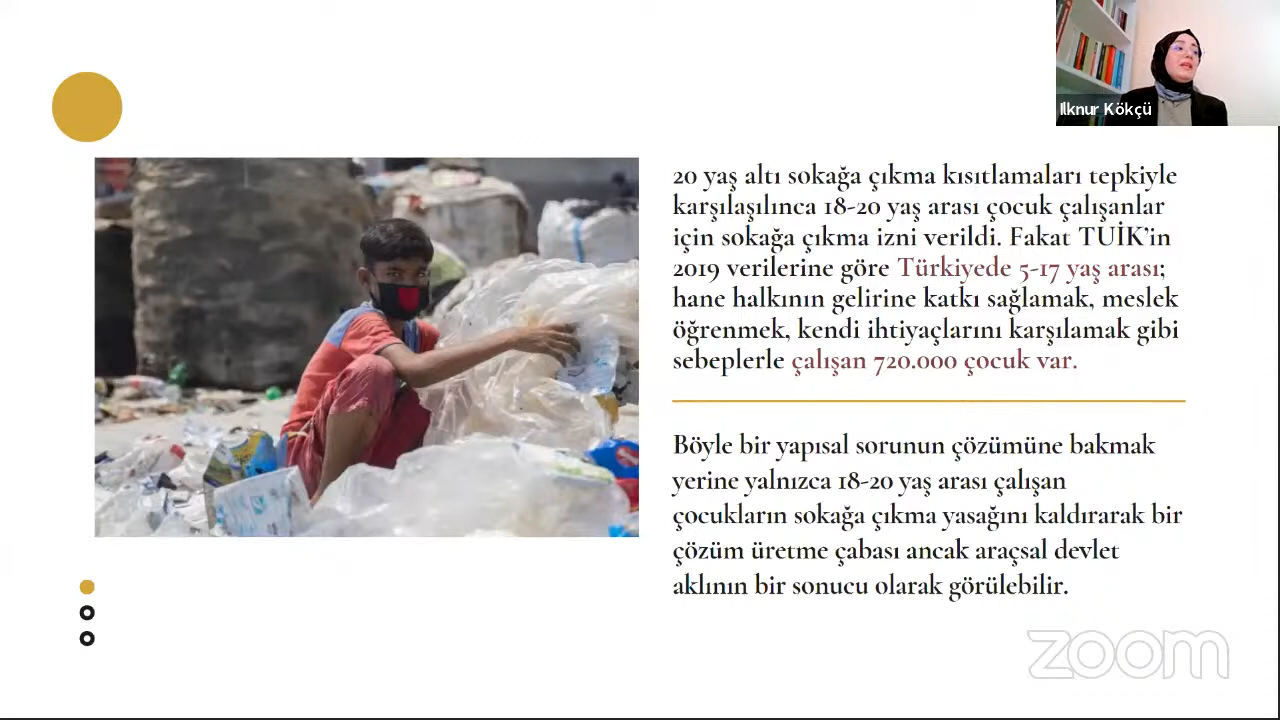 Ilknur Kökçü
20 yaş altı sokağa çıkma kısıtlamaları tepkiyle
karşılaşılınca 18-20 yaş arası çocuk çalışanlar
için sokağa çıkma izni verildi. Fakat TUİK'in
2019 verilerine göre Türkiyede 5-17 yaş arası;
hane halkının gelirine katkı sağlamak, meslek
öğrenmek, kendi ihtiyaçlarını karşılamak gibi
sebeplerle çalışan 720.000 çocuk var.
Böyle bir yapısal sorunun çözümüne bakmak
yerine yalnızca 18-20 yaş arası çalışan
çocukların sokağa çıkma yasağını kaldırarak bir
çözüm üretme çabası ancak araçsal devlet
aklının bir sonucu olarak görülebilir.
zoom